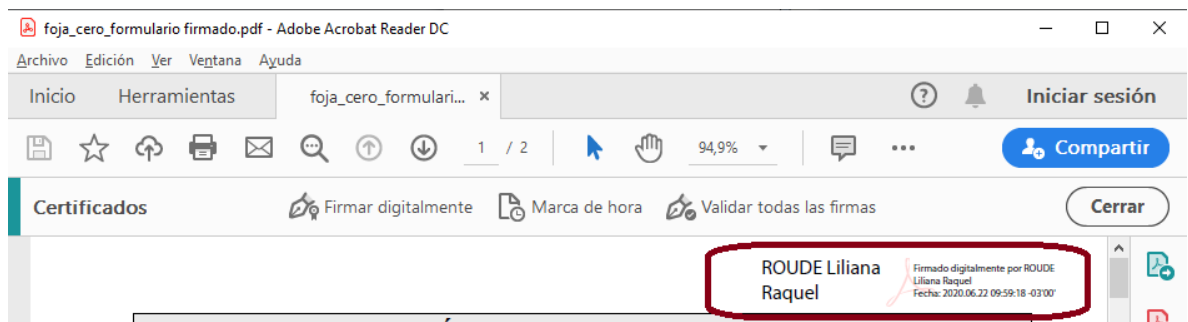 foja_cero_formulario firmado.pdf - Adobe Acrobat Reader DC
Archivo Edición Ver Ventana Ayuda
Inicio Herramientas foja_cero_formulari... × Iniciar sesión
1 / 2 94,9% Compartir
Certificados Firmar digitalmente Marca de hora Validar todas las firmas Cerrar
ROUDE Liliana
Raquel
Firmado digitalmente por ROUDE
Liliana Raquel
Fecha: 2020.06.22 09:59:18 -03'00'